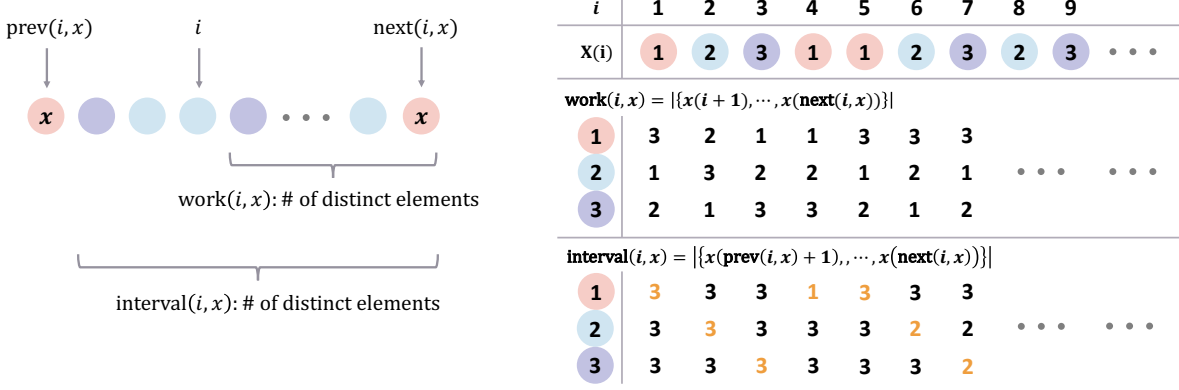 prev(i, x) i next(i, x)
x x
work(i, x): # of distinct elements
interval(i, x): # of distinct elements
i 1 2 3 4 5 6 7 8 9
X(i) 1 2 3 1 1 2 3 2 3 • • •
work(i, x) = |{x(i + 1), ⋯, x(next(i, x))}|
1 3 2 1 1 3 3 3
2 1 3 2 2 1 2 1 • • • • • •
3 2 1 3 3 2 1 2
interval(i, x) = |{x(prev(i, x) + 1), , ⋯, x(next(i, x))}|
1 3 3 3 1 3 3 3
2 3 3 3 3 3 2 2 • • • • • •
3 3 3 3 3 3 3 2